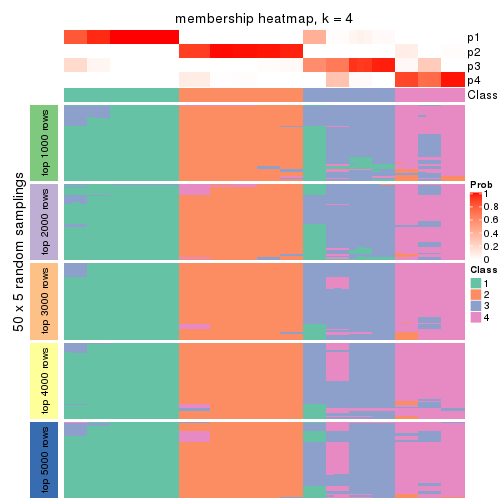 membership heatmap, k = 4
p1
p2
p3
p4
Class
50 x 5 random samplings
top 1000 rows
top 2000 rows
top 3000 rows
top 4000 rows
top 5000 rows
Prob
1
0.8
0.6
0.4
0.2
0
Class
1
2
3
4